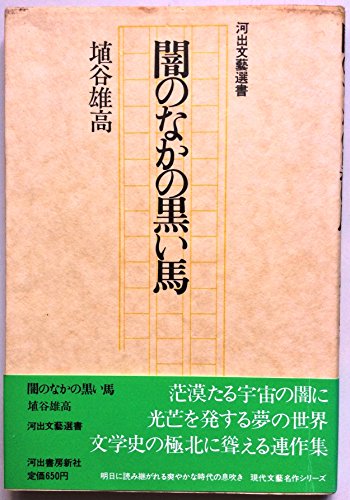 河出文藝選書
闇のなかの黒い馬
埴谷雄高
茫漠たる宇宙の闇に
光芒を発する夢の世界
文学史の極北に聳える連作集
闇のなかの黒い馬
埴谷雄高
河出文藝選書
河出書房新社
定価650円
明日に読み継がれる爽やかな時代の息吹き 現代文藝名作シリーズ